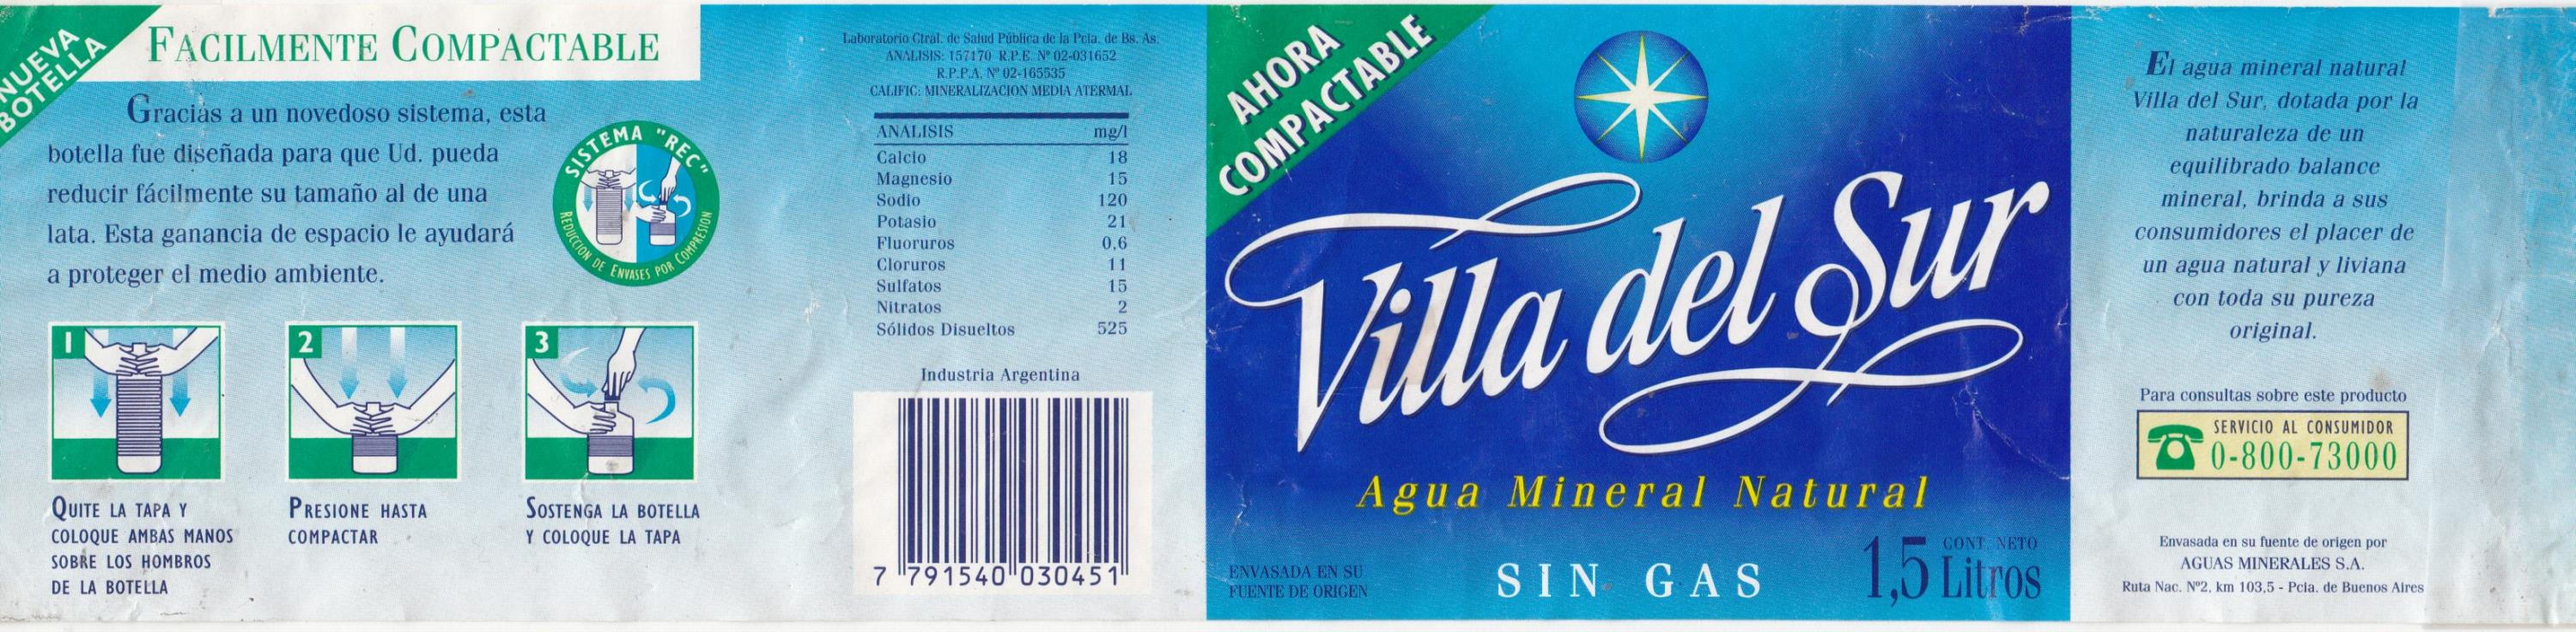 NUEVA
BOTELLA
FACILMENTE COMPACTABLE
Gracias a un novedoso sistema, esta
botella fue diseñada para que Ud. pueda
reducir fácilmente su tamaño al de una
lata. Esta ganancia de espacio le ayudará
a proteger el medio ambiente.
SISTEMA "REC"
REDUCCION DE ENVASES POR COMPRESION
1
QUITE LA TAPA Y
COLOQUE AMBAS MANOS
SOBRE LOS HOMBROS
DE LA BOTELLA
2
PRESIONE HASTA
COMPACTAR
3
SOSTENGA LA BOTELLA
Y COLOQUE LA TAPA
Laboratorio Ctral. de Salud Pública de la Pcia. de Bs. As.
ANALISIS: 157170 R.P.E. Nº 02-031652
R.P.P.A. Nº 02-165535
CALIFIC: MINERALIZACION MEDIA ATERMAL
ANALISIS mg/l
Calcio 18
Magnesio 15
Sodio 120
Potasio 21
Fluoruros 0,6
Cloruros 11
Sulfatos 15
Nitratos 2
Sólidos Disueltos 525
Industria Argentina
7 791540 030451
AHORA
COMPACTABLE
Villa del Sur
Agua Mineral Natural
ENVASADA EN SU
FUENTE DE ORIGEN
SIN GAS
1,5 Litros
CONT. NETO
El agua mineral natural
Villa del Sur, dotada por la
naturaleza de un
equilibrado balance
mineral, brinda a sus
consumidores el placer de
un agua natural y liviana
con toda su pureza
original.
Para consultas sobre este producto
SERVICIO AL CONSUMIDOR
0-800-73000
Envasada en su fuente de origen por
AGUAS MINERALES S.A.
Ruta Nac. Nº2, km 103,5 - Pcia. de Buenos Aires